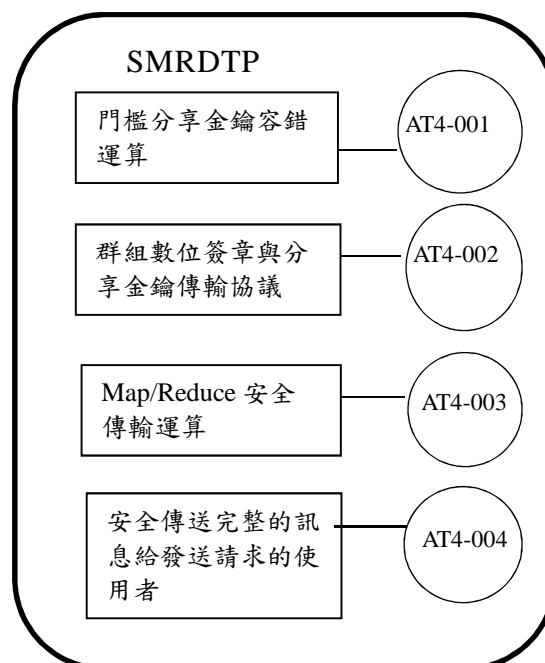 SMRDTP
門檻分享金鑰容錯
運算
AT4-001
群組數位簽章與分
享金鑰傳輸協議
AT4-002
Map/Reduce 安全
傳輸運算
AT4-003
安全傳送完整的訊
息給發送請求的使
用者
AT4-004